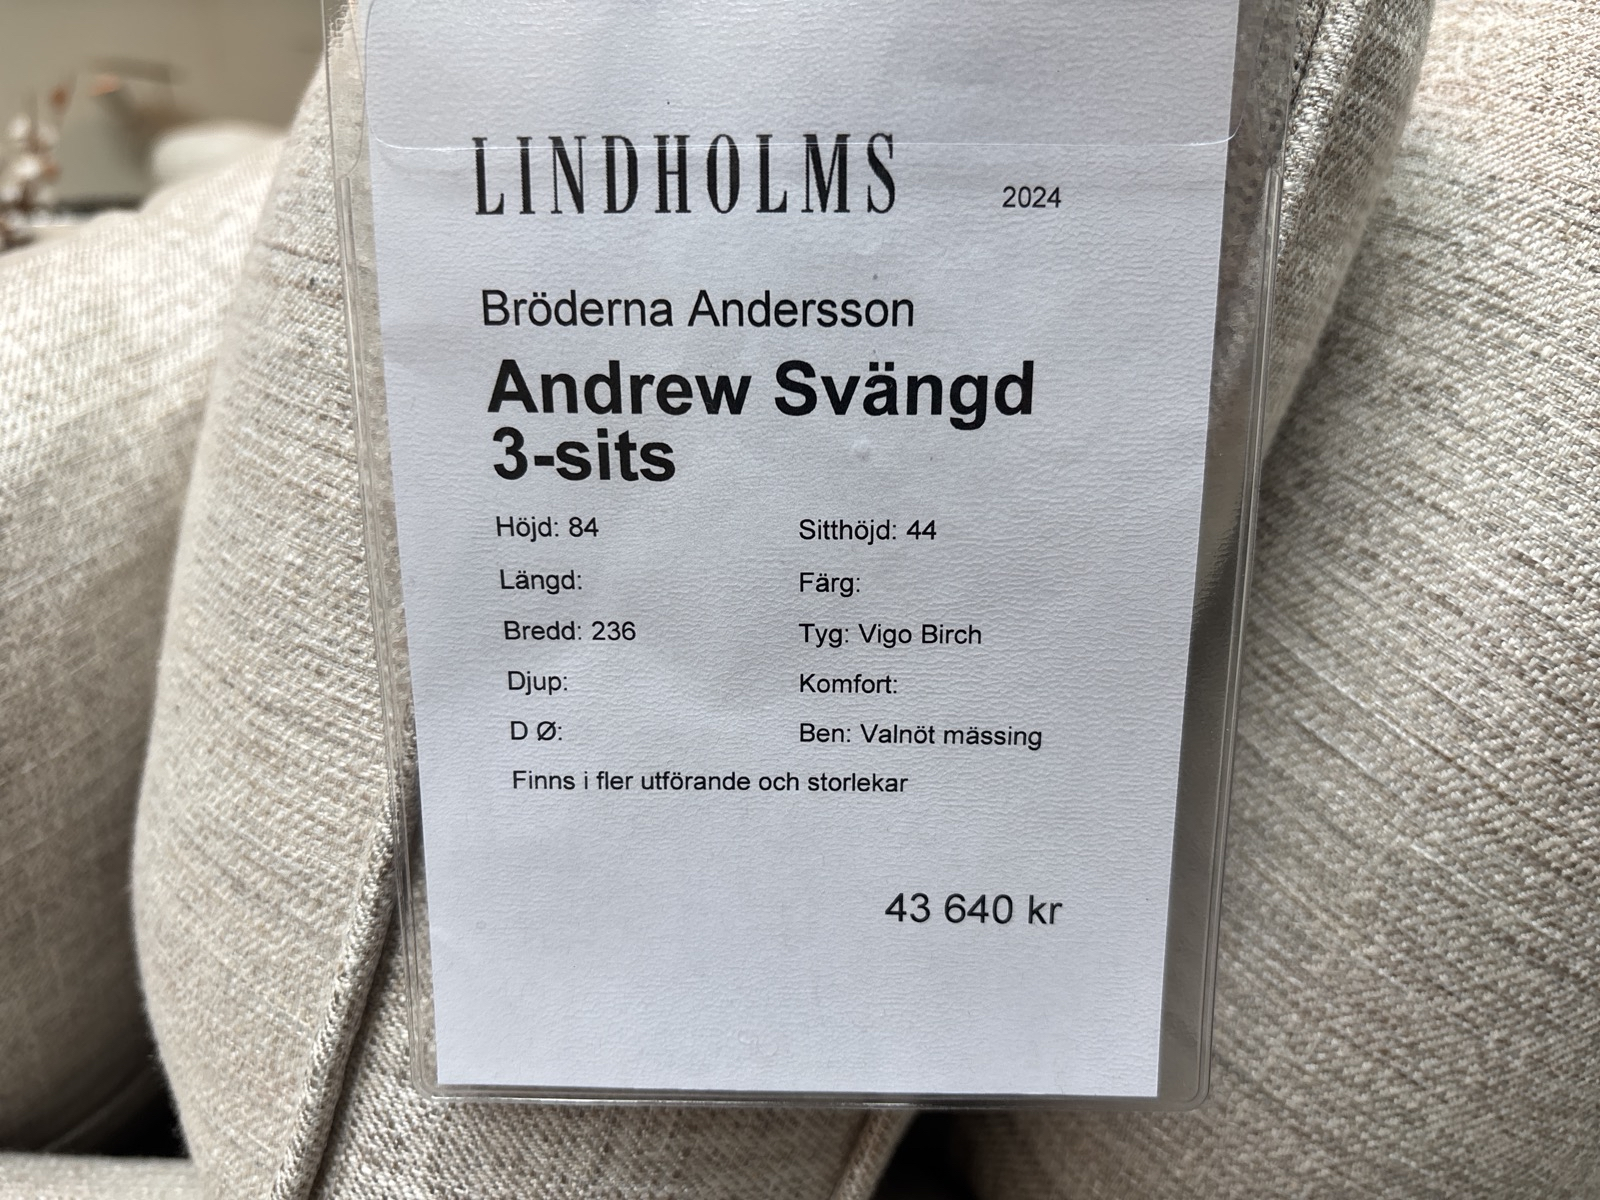 LINDHOLMS 2024
Bröderna Andersson
Andrew Svängd
3-sits
Höjd: 84 Sitthöjd: 44
Längd: Färg:
Bredd: 236 Tyg: Vigo Birch
Djup: Komfort:
D Ø: Ben: Valnöt mässing
Finns i fler utförande och storlekar
43 640 kr